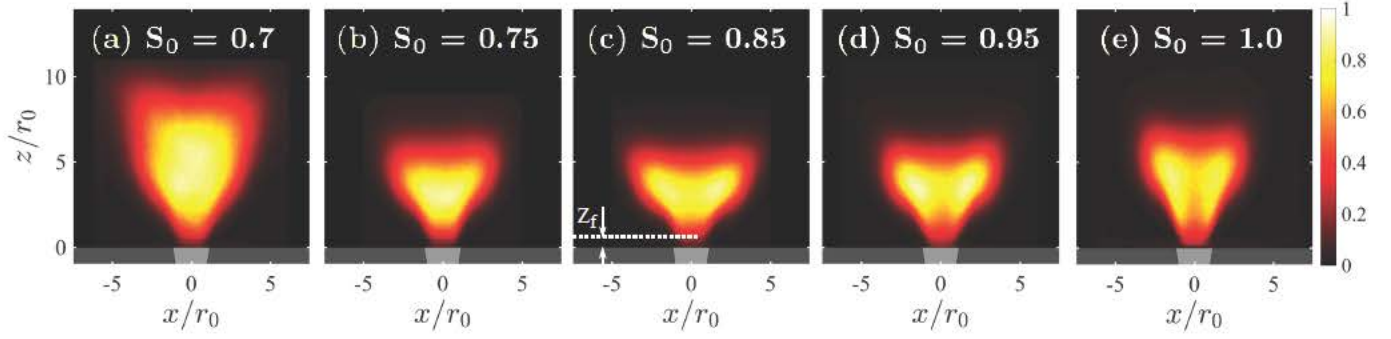 (a) S₀ = 0.7
(b) S₀ = 0.75
(c) S₀ = 0.85
(d) S₀ = 0.95
(e) S₀ = 1.0
z/r₀
10
5
0
Z_f
-5 0 5
-5 0 5
-5 0 5
-5 0 5
-5 0 5
x/r₀
x/r₀
x/r₀
x/r₀
x/r₀
1
0.8
0.6
0.4
0.2
0